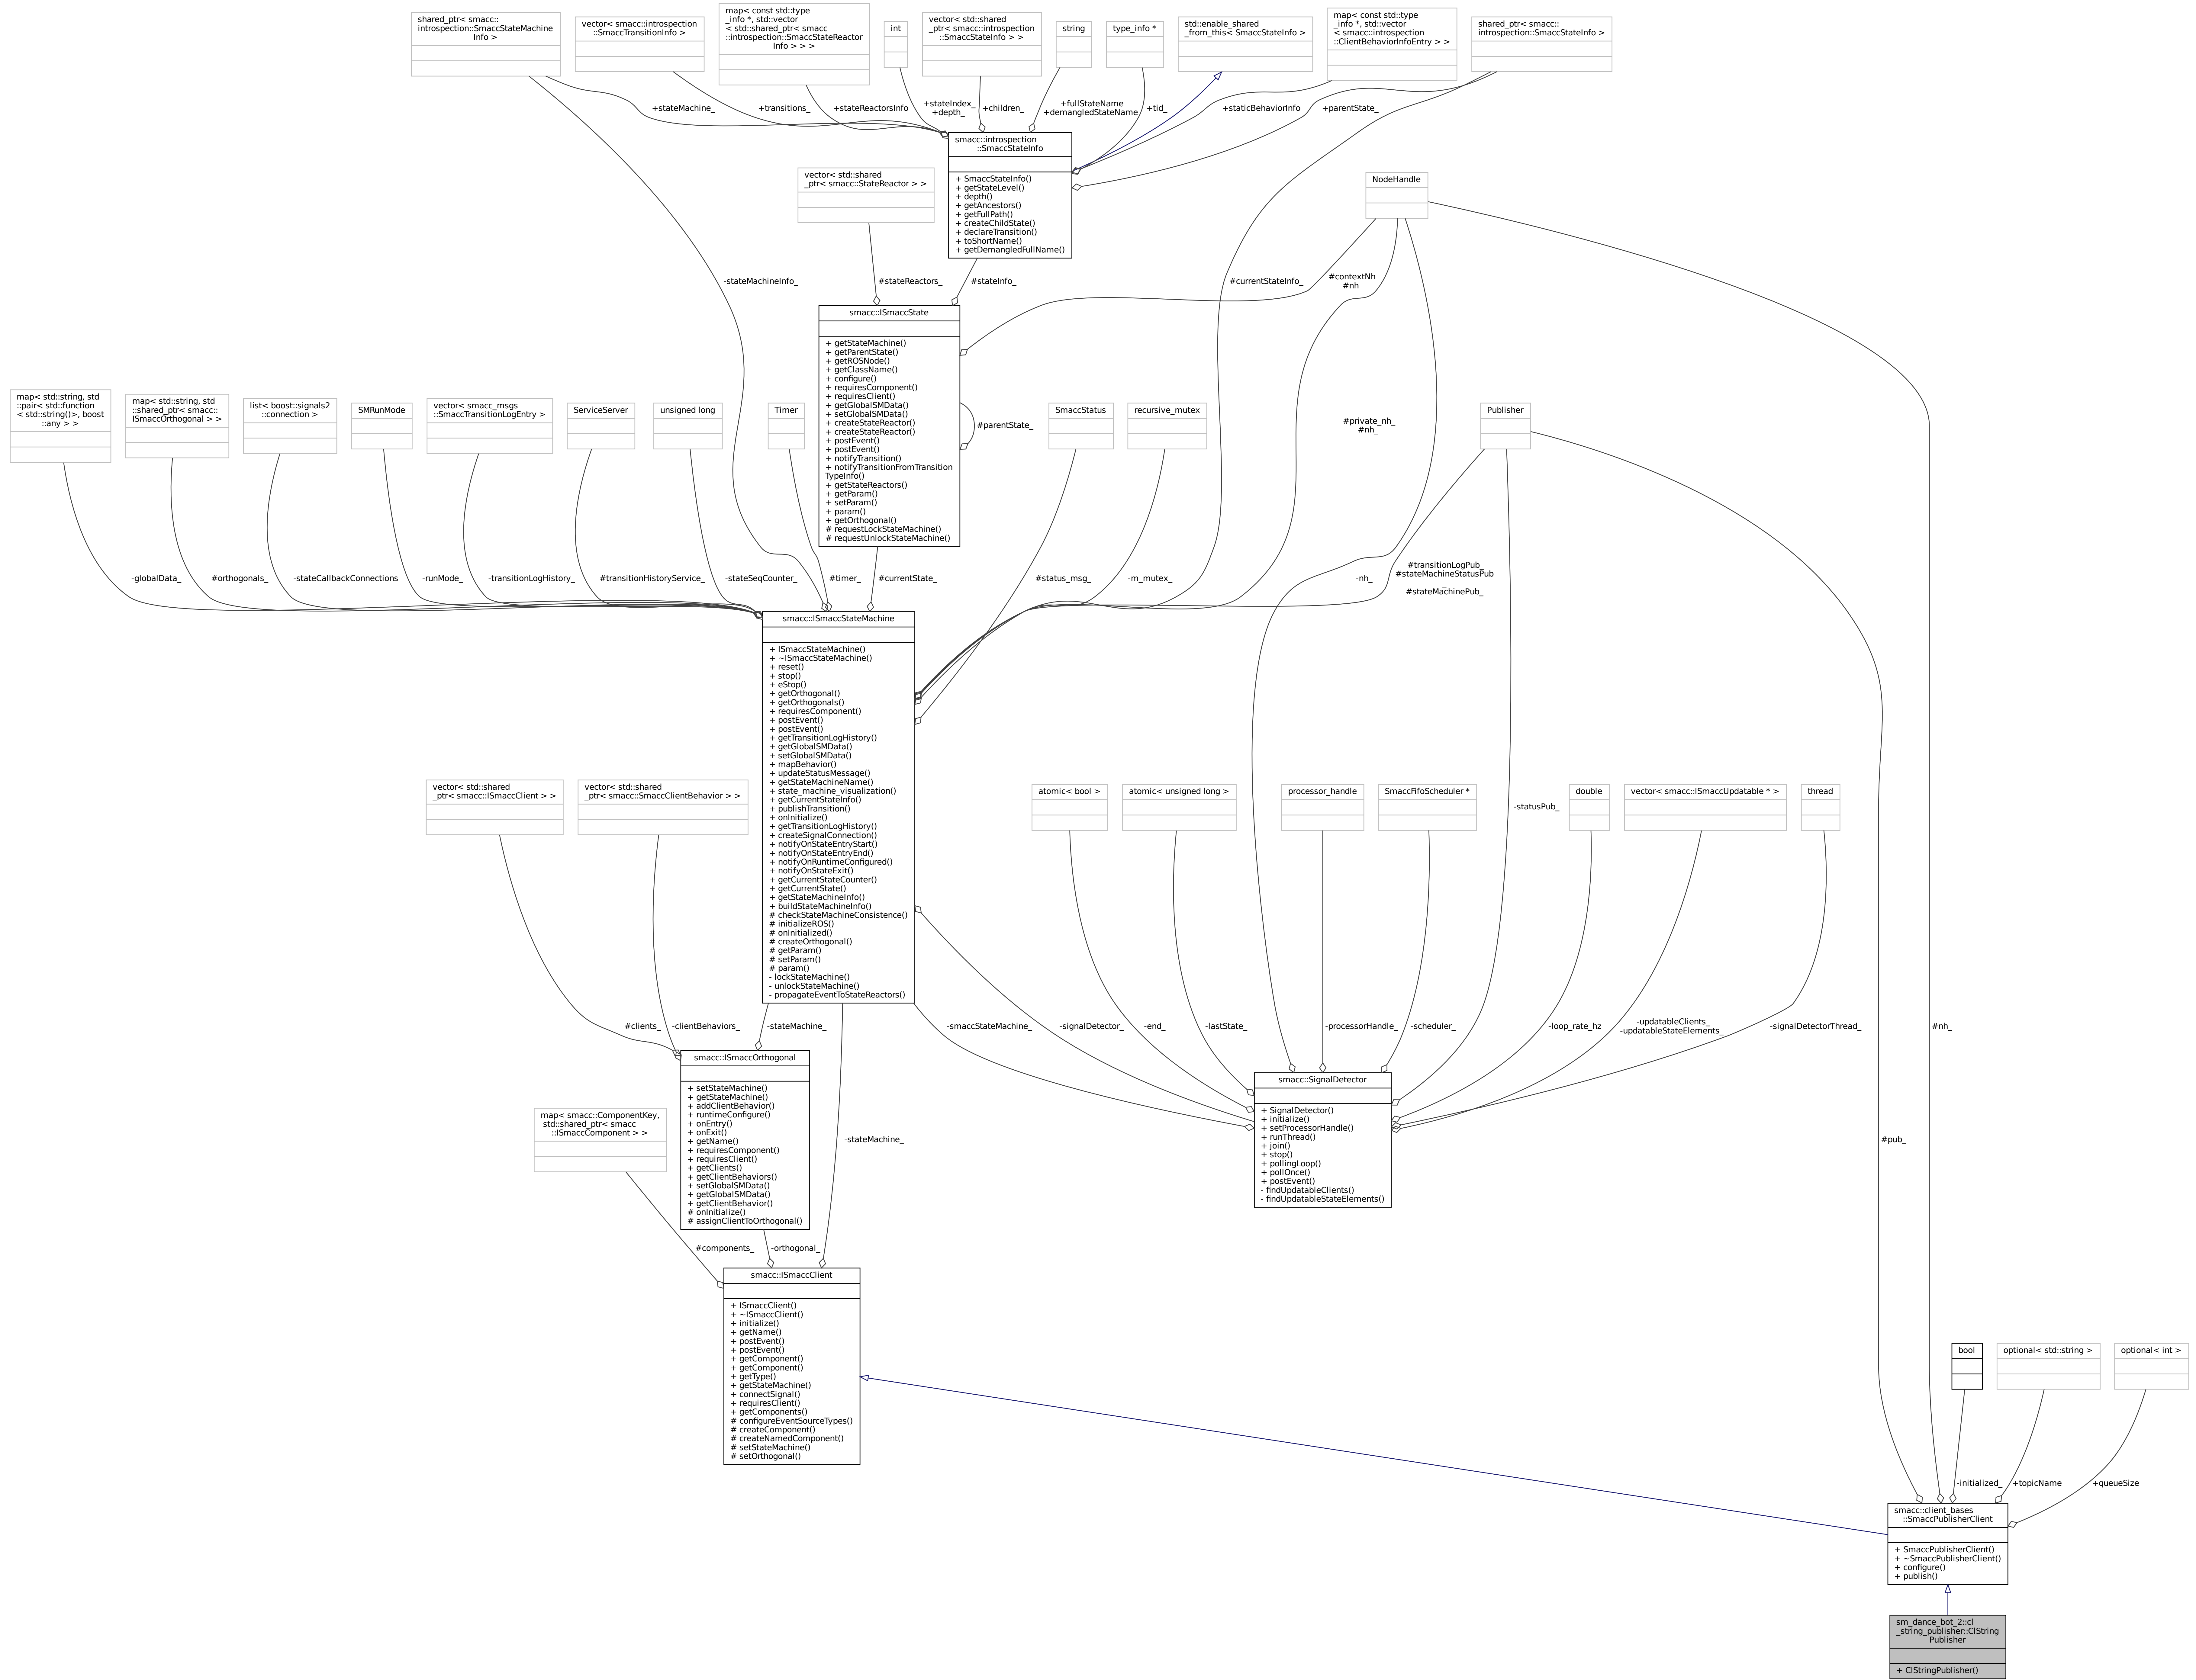 shared_ptr< smacc::
introspection::SmaccStateMachine
Info >
vector< smacc::introspection
::SmaccTransitionInfo >
map< const std::type
_info *, std::vector
< std::shared_ptr< smacc
::introspection::SmaccStateReactor
Info > > >
int
vector< std::shared
_ptr< smacc::introspection
::SmaccStateInfo > >
string
type_info *
std::enable_shared
_from_this< SmaccStateInfo >
map< const std::type
_info *, std::vector
< smacc::introspection
::ClientBehaviorInfoEntry > >
shared_ptr< smacc::
introspection::SmaccStateInfo >
+stateMachine_
+transitions_
+stateReactorsInfo
+stateIndex_
+depth_
+children_
+fullStateName
+demangledStateName
+tid_
+staticBehaviorInfo
+parentState_
smacc::introspection
::SmaccStateInfo
+ SmaccStateInfo()
+ getStateLevel()
+ depth()
+ getAncestors()
+ getFullPath()
+ createChildState()
+ declareTransition()
+ toShortName()
+ getDemangledFullName()
vector< std::shared
_ptr< smacc::StateReactor > >
NodeHandle
-stateMachineInfo_
#stateReactors_
#stateInfo_
#currentStateInfo_
#contextNh
#nh
smacc::ISmaccState
+ getStateMachine()
+ getParentState()
+ getROSNode()
+ getClassName()
+ configure()
+ requiresComponent()
+ requiresClient()
+ getGlobalSMData()
+ setGlobalSMData()
+ createStateReactor()
+ createStateReactor()
+ postEvent()
+ postEvent()
+ notifyTransition()
+ notifyTransitionFromTransition
TypeInfo()
+ getStateReactors()
+ getParam()
+ setParam()
+ param()
+ getOrthogonal()
# requestLockStateMachine()
# requestUnlockStateMachine()
#parentState_
#private_nh_
#nh_
map< std::string, std
::pair< std::function
< std::string()>, boost
::any > >
map< std::string, std
::shared_ptr< smacc::
ISmaccOrthogonal > >
list< boost::signals2
::connection >
SMRunMode
vector< smacc_msgs
::SmaccTransitionLogEntry >
ServiceServer
unsigned long
Timer
SmaccStatus
recursive_mutex
Publisher
-globalData_
#orthogonals_
-stateCallbackConnections
-runMode_
-transitionLogHistory_
#transitionHistoryService_
-stateSeqCounter_
#timer_
#currentState_
#status_msg_
-m_mutex_
-nh_
#transitionLogPub_
#stateMachineStatusPub
_
#stateMachinePub_
smacc::ISmaccStateMachine
+ ISmaccStateMachine()
+ ~ISmaccStateMachine()
+ reset()
+ stop()
+ eStop()
+ getOrthogonal()
+ getOrthogonals()
+ requiresComponent()
+ postEvent()
+ postEvent()
+ getTransitionLogHistory()
+ getGlobalSMData()
+ setGlobalSMData()
+ mapBehavior()
+ updateStatusMessage()
+ getStateMachineName()
+ state_machine_visualization()
+ getCurrentStateInfo()
+ publishTransition()
+ onInitialize()
+ getTransitionLogHistory()
+ createSignalConnection()
+ notifyOnStateEntryStart()
+ notifyOnStateEntryEnd()
+ notifyOnRuntimeConfigured()
+ notifyOnStateExit()
+ getCurrentStateCounter()
+ getCurrentState()
+ getStateMachineInfo()
+ buildStateMachineInfo()
# checkStateMachineConsistence()
# initializeROS()
# onInitialized()
# createOrthogonal()
# getParam()
# setParam()
# param()
- lockStateMachine()
- unlockStateMachine()
- propagateEventToStateReactors()
vector< std::shared
_ptr< smacc::ISmaccClient > >
vector< std::shared
_ptr< smacc::SmaccClientBehavior > >
atomic< bool >
atomic< unsigned long >
processor_handle
SmaccFifoScheduler *
-statusPub_
double
vector< smacc::ISmaccUpdatable * >
thread
#clients_
-clientBehaviors_
-stateMachine_
-smaccStateMachine_
-signalDetector_
-end_
-lastState_
-processorHandle_
-scheduler_
-loop_rate_hz
-updatableClients_
-updatableStateElements_
-signalDetectorThread_
#nh_
smacc::ISmaccOrthogonal
+ setStateMachine()
+ getStateMachine()
+ addClientBehavior()
+ runtimeConfigure()
+ onEntry()
+ onExit()
+ getName()
+ requiresComponent()
+ requiresClient()
+ getClients()
+ getClientBehaviors()
+ setGlobalSMData()
+ getGlobalSMData()
+ getClientBehavior()
# onInitialize()
# assignClientToOrthogonal()
smacc::SignalDetector
+ SignalDetector()
+ initialize()
+ setProcessorHandle()
+ runThread()
+ join()
+ stop()
+ pollingLoop()
+ pollOnce()
+ postEvent()
- findUpdatableClients()
- findUpdatableStateElements()
map< smacc::ComponentKey,
std::shared_ptr< smacc
::ISmaccComponent > >
-stateMachine_
#pub_
#components_
-orthogonal_
smacc::ISmaccClient
+ ISmaccClient()
+ ~ISmaccClient()
+ initialize()
+ getName()
+ postEvent()
+ postEvent()
+ getComponent()
+ getComponent()
+ getType()
+ getStateMachine()
+ connectSignal()
+ requiresClient()
+ getComponents()
# configureEventSourceTypes()
# createComponent()
# createNamedComponent()
# setStateMachine()
# setOrthogonal()
bool
optional< std::string >
optional< int >
-initialized_
+topicName
+queueSize
smacc::client_bases
::SmaccPublisherClient
+ SmaccPublisherClient()
+ ~SmaccPublisherClient()
+ configure()
+ publish()
sm_dance_bot_2::cl
_string_publisher::ClString
Publisher
+ ClStringPublisher()